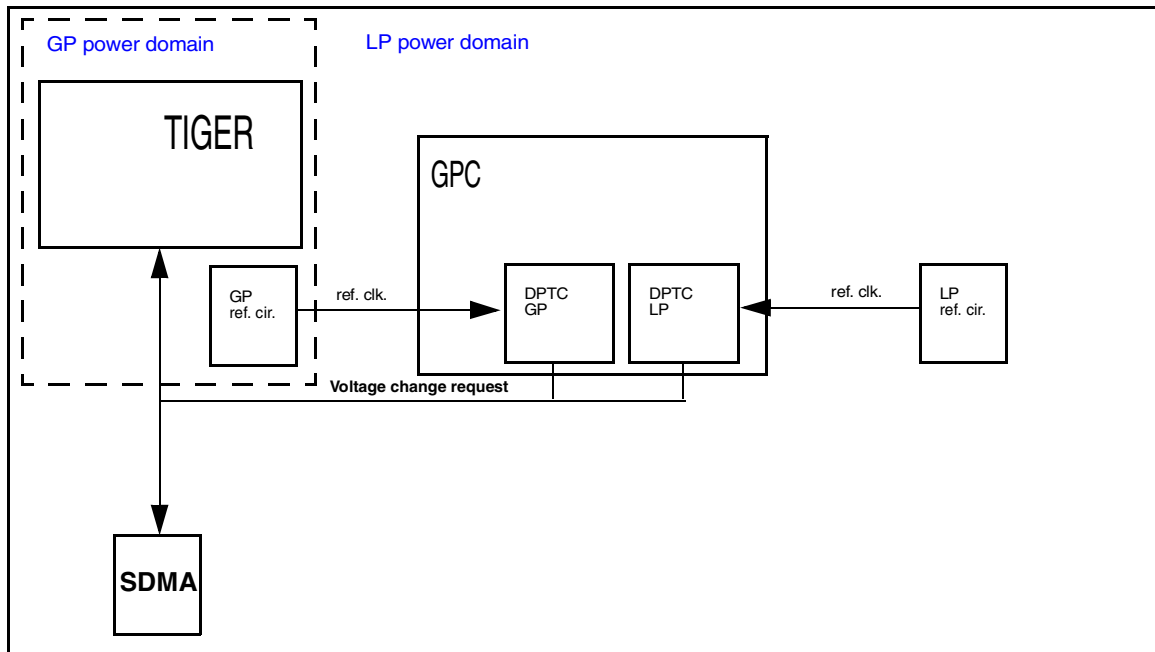 GP power domain
LP power domain
TIGER
GPC
GP
ref. cir.
ref. clk.
DPTC
GP
DPTC
LP
ref. clk.
LP
ref. cir.
Voltage change request
SDMA